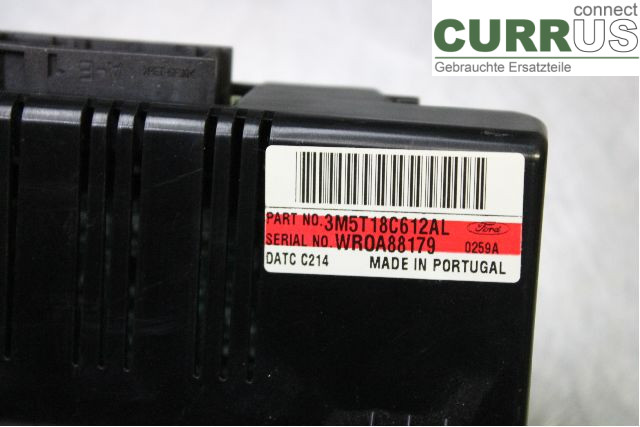 connect
CURRUS
Gebrauchte Ersatzteile
PART NO. 3M5T18C612AL Ford
SERIAL NO. WROA88179 0259A
DATC C214 MADE IN PORTUGAL